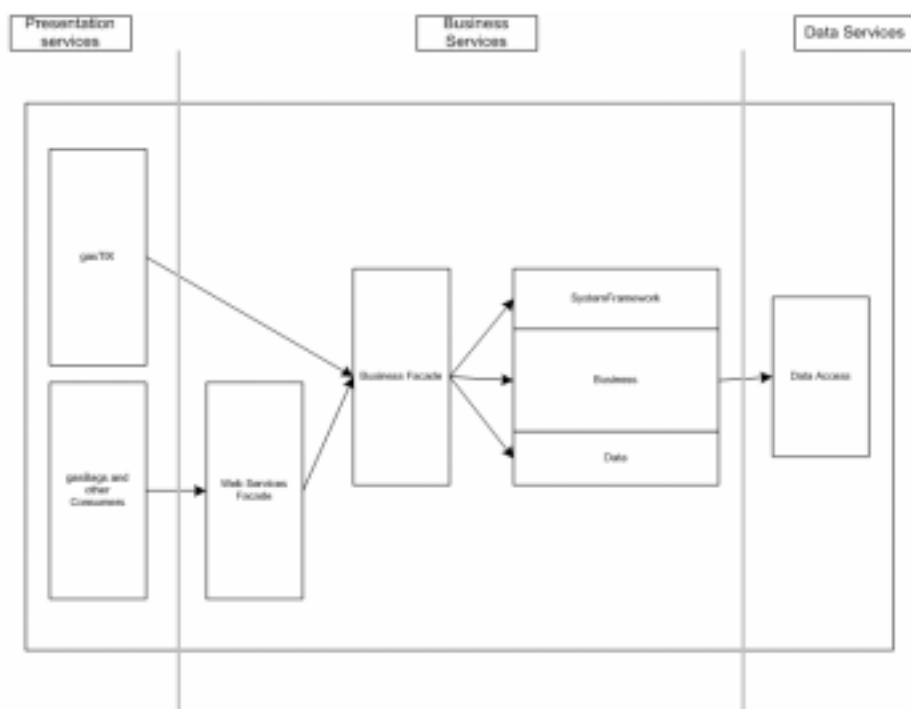 Presentation
services
Business
Services
Data Services
gasTIX
SystemFramework
Business Facade
Business
Data Access
Data
gasBags and
other
Consumers
Web Services
Facade